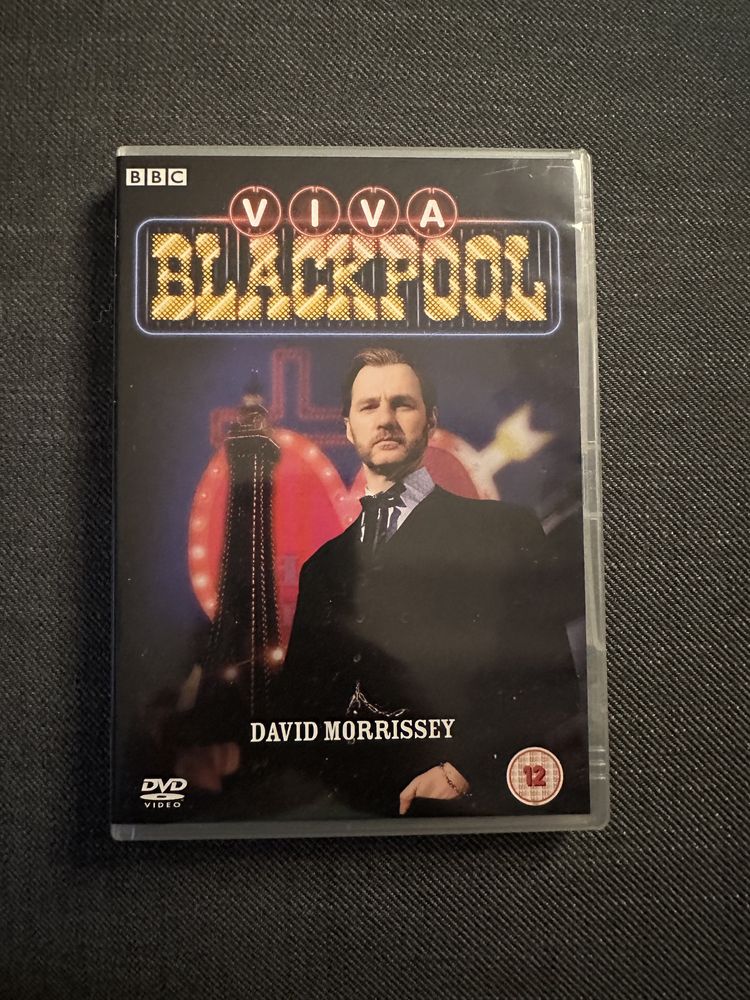 BBC
VIVA
BLACKPOOL
DAVID MORRISSEY
DVD
VIDEO
12